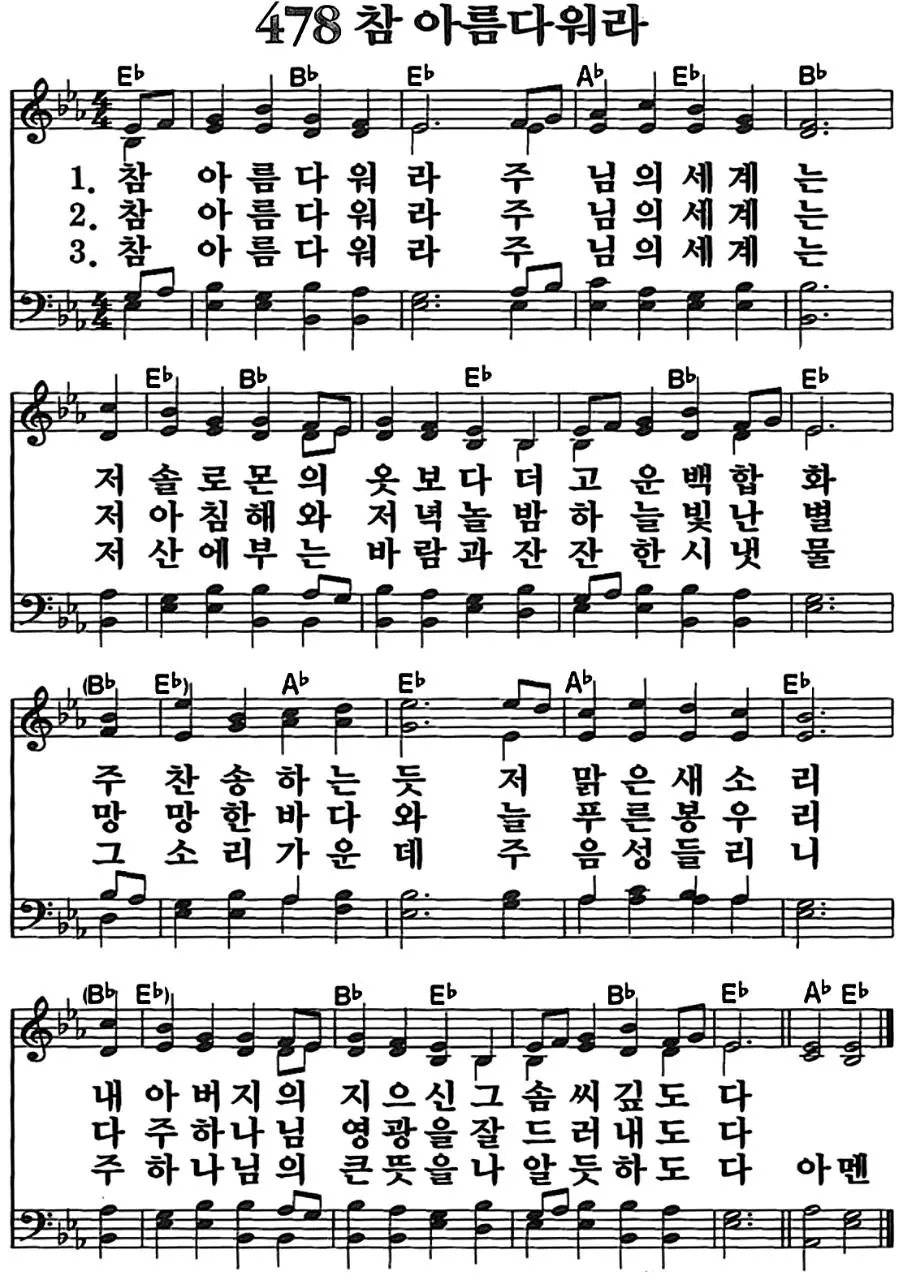 478 참 아름다워라
E♭ B♭ E♭ A♭ E♭ B♭
1. 참 아 름 다 워 라 주 님 의 세 계 는
2. 참 아 름 다 워 라 주 님 의 세 계 는
3. 참 아 름 다 워 라 주 님 의 세 계 는
E♭ B♭ E♭ B♭ E♭
저 솔 로 몬 의 옷 보 다 더 고 운 백 합 화
저 아 침 해 와 저 녁 놀 밤 하 늘 빛 난 별
저 산 에 부 는 바 람 과 잔 잔 한 시 냇 물
(B♭ E♭) A♭ E♭ A♭ E♭
주 찬 송 하 는 듯 저 맑 은 새 소 리
망 망 한 바 다 와 늘 푸 른 봉 우 리
그 소 리 가 운 데 주 음 성 들 리 니
(B♭ E♭) B♭ E♭ B♭ E♭ A♭ E♭
내 아 버 지 의 지 으 신 그 솜 씨 깊 도 다
다 주 하 나 님 영 광 을 잘 드 러 내 도 다
주 하 나 님 의 큰 뜻 을 나 알 듯 하 도 다 아 멘